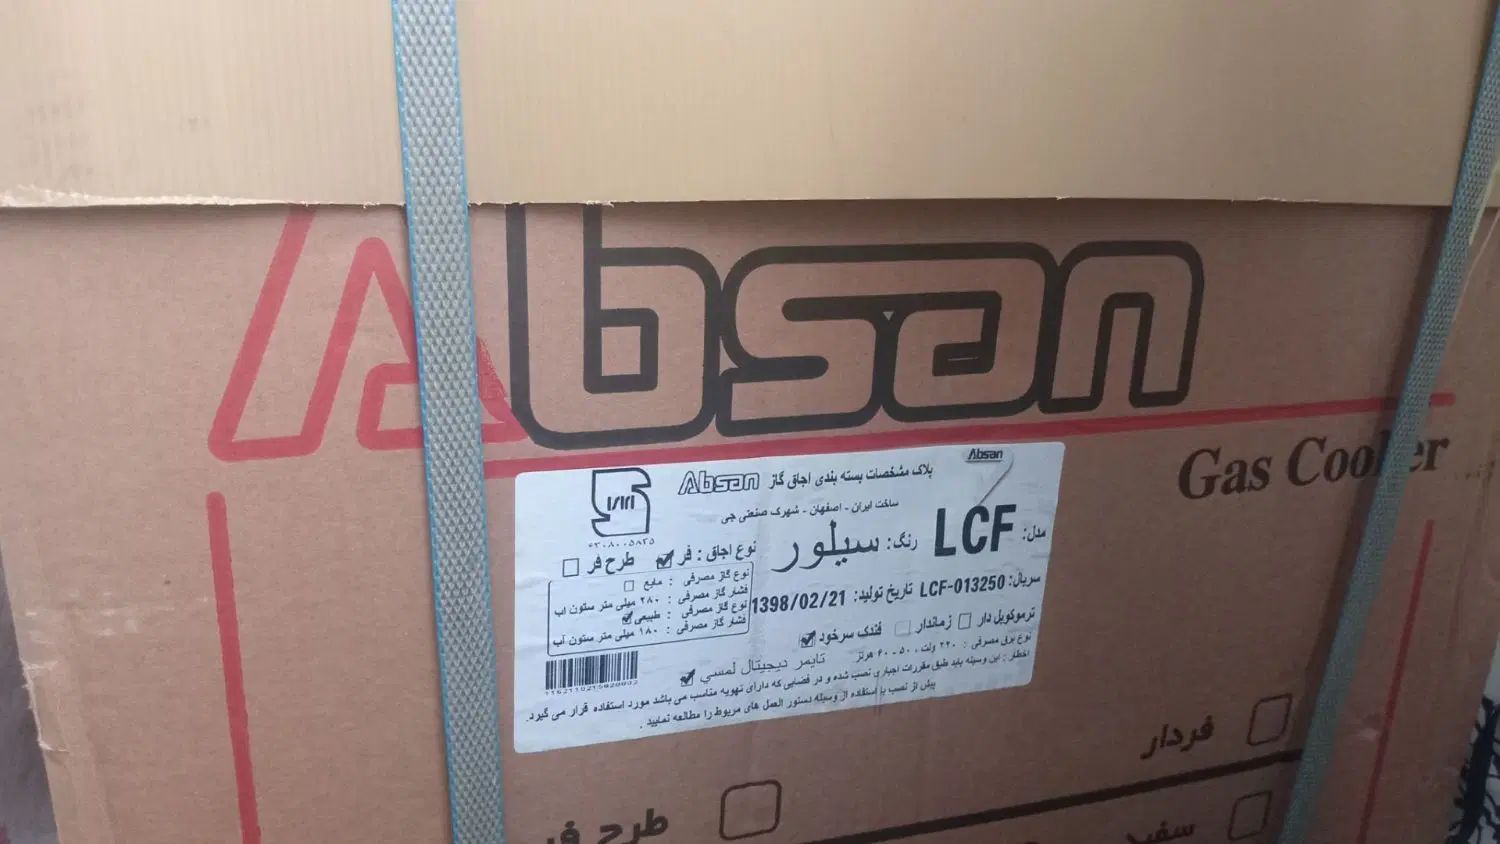 Absan
Gas Cooker
Absan
پلاک مشخصات بسته بندی اجاق گاز Absan
ساخت ایران - اصفهان - شهرک صنعتی جی
مدل: LCF رنگ: سیلور
نوع اجاق : فر ☑ طرح فر ☐
سریال: LCF-013250 تاریخ تولید: 1398/02/21
نوع گاز مصرفی : مایع ☐
فشار گاز مصرفی : ۲۸۰ میلی متر ستون آب
نوع گاز مصرفی : طبیعی ☑
فشار گاز مصرفی : ۱۸۰ میلی متر ستون آب
ترموکوپل دار ☐ زماندار ☐ فندک سرخود ☑
نوع برق مصرفی : ۲۲۰ ولت، ۵۰ - ۶۰ هرتز تایمر دیجیتال لمسي ☑
اخطار : این وسیله باید طبق مقررات اجباری نصب شده و در فضایی که دارای تهویه مناسب می باشد مورد استفاده قرار می گیرد.
پیش از نصب یا استفاده از وسیله دستور العمل های مربوط را مطالعه نمایید .
فردار
طرح فر
سفید